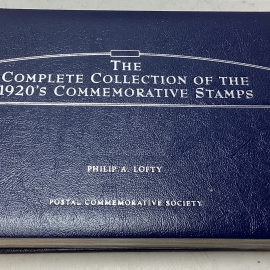 The
Complete Collection of the
1920's Commemorative Stamps
Philip A. Lofty
Postal Commemorative Society